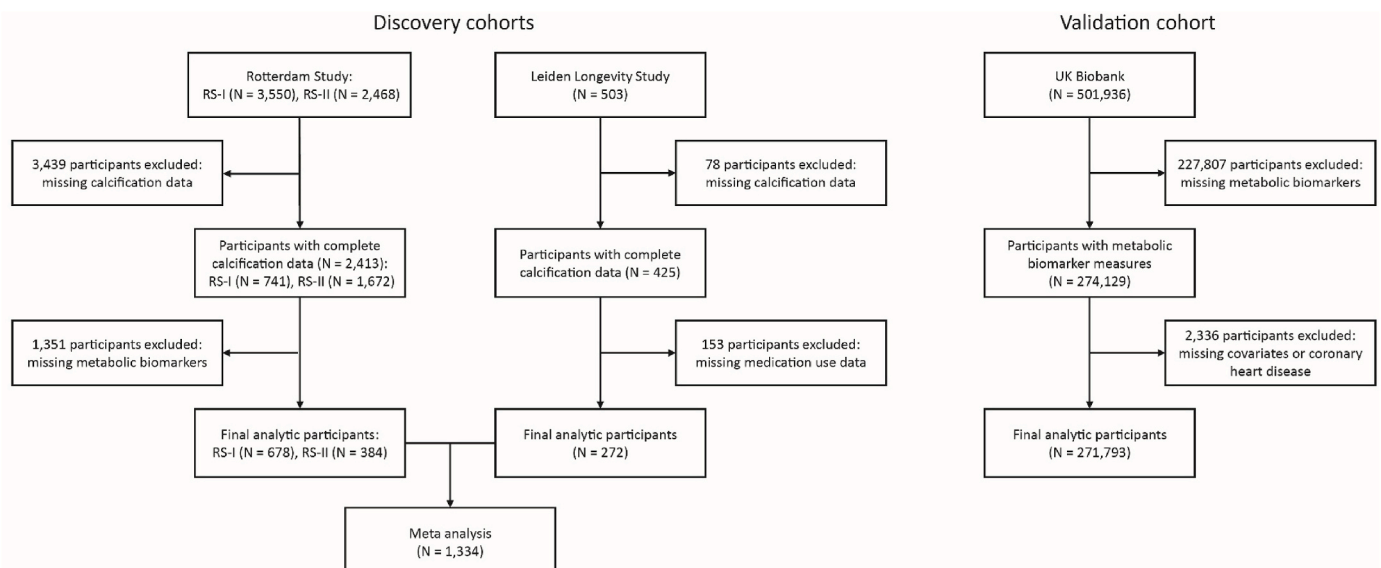 Discovery cohorts
Validation cohort
Rotterdam Study:
RS-I (N = 3,550), RS-II (N = 2,468)
Leiden Longevity Study
(N = 503)
UK Biobank
(N = 501,936)
3,439 participants excluded:
missing calcification data
78 participants excluded:
missing calcification data
227,807 participants excluded:
missing metabolic biomarkers
Participants with complete
calcification data (N = 2,413):
RS-I (N = 741), RS-II (N = 1,672)
Participants with complete
calcification data (N = 425)
Participants with metabolic
biomarker measures
(N = 274,129)
1,351 participants excluded:
missing metabolic biomarkers
153 participants excluded:
missing medication use data
2,336 participants excluded:
missing covariates or coronary
heart disease
Final analytic participants:
RS-I (N = 678), RS-II (N = 384)
Final analytic participants
(N = 272)
Final analytic participants
(N = 271,793)
Meta analysis
(N = 1,334)